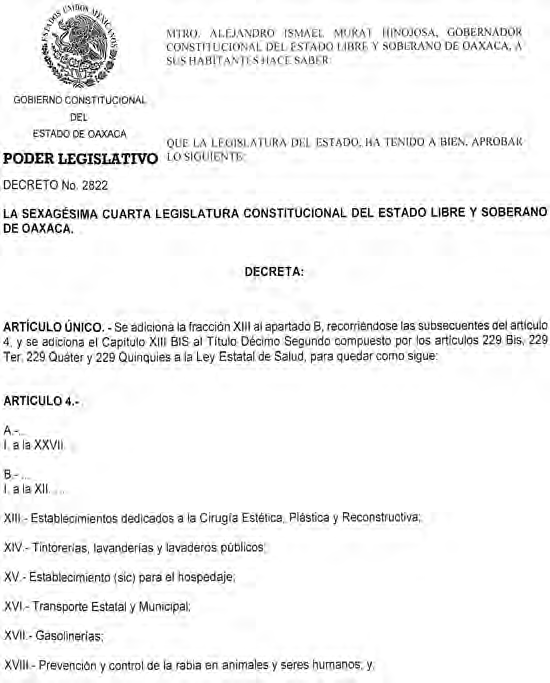 ESTADOS UNIDOS MEXICANOS
MTRO. ALEJANDRO ISMAEL MURAT HINOJOSA, GOBERNADOR
CONSTITUCIONAL DEL ESTADO LIBRE Y SOBERANO DE OAXACA, A
SUS HABITANTES HACE SABER:
GOBIERNO CONSTITUCIONAL
DEL
ESTADO DE OAXACA
PODER LEGISLATIVO
QUE LA LEGISLATURA DEL ESTADO, HA TENIDO A BIEN, APROBAR
LO SIGUIENTE:
DECRETO No. 2822
LA SEXAGÉSIMA CUARTA LEGISLATURA CONSTITUCIONAL DEL ESTADO LIBRE Y SOBERANO
DE OAXACA.
DECRETA:
ARTÍCULO ÚNICO. - Se adiciona la fracción XIII al apartado B, recorriéndose las subsecuentes del artículo
4, y se adiciona el Capítulo XIII BIS al Título Décimo Segundo compuesto por los artículos 229 Bis, 229
Ter, 229 Quáter y 229 Quinquies a la Ley Estatal de Salud, para quedar como sigue:
ARTICULO 4.-
A.-...
I. a la XXVII.
B.- ...
I. a la XII. ...
XIII.- Establecimientos dedicados a la Cirugía Estética, Plástica y Reconstructiva;
XIV.- Tintorerías, lavanderías y lavaderos públicos;
XV.- Establecimiento (sic) para el hospedaje;
XVI.- Transporte Estatal y Municipal;
XVII.- Gasolinerías;
XVIII.- Prevención y control de la rabia en animales y seres humanos; y,